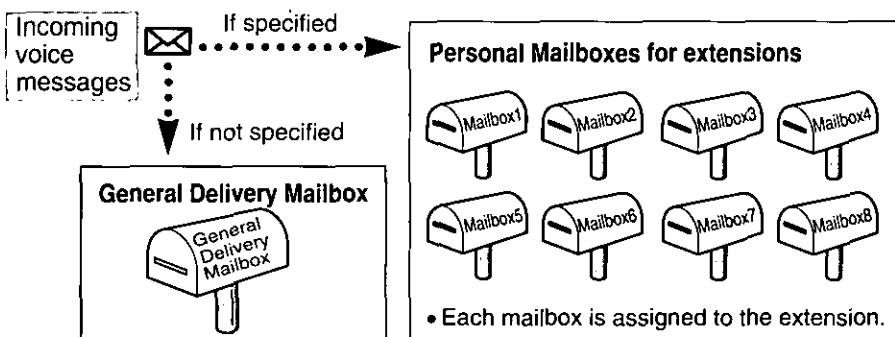 Incoming
voice
messages
If specified
If not specified
General Delivery Mailbox
General
Delivery
Mailbox
Personal Mailboxes for extensions
Mailbox1 Mailbox2 Mailbox3 Mailbox4
Mailbox5 Mailbox6 Mailbox7 Mailbox8
• Each mailbox is assigned to the extension.